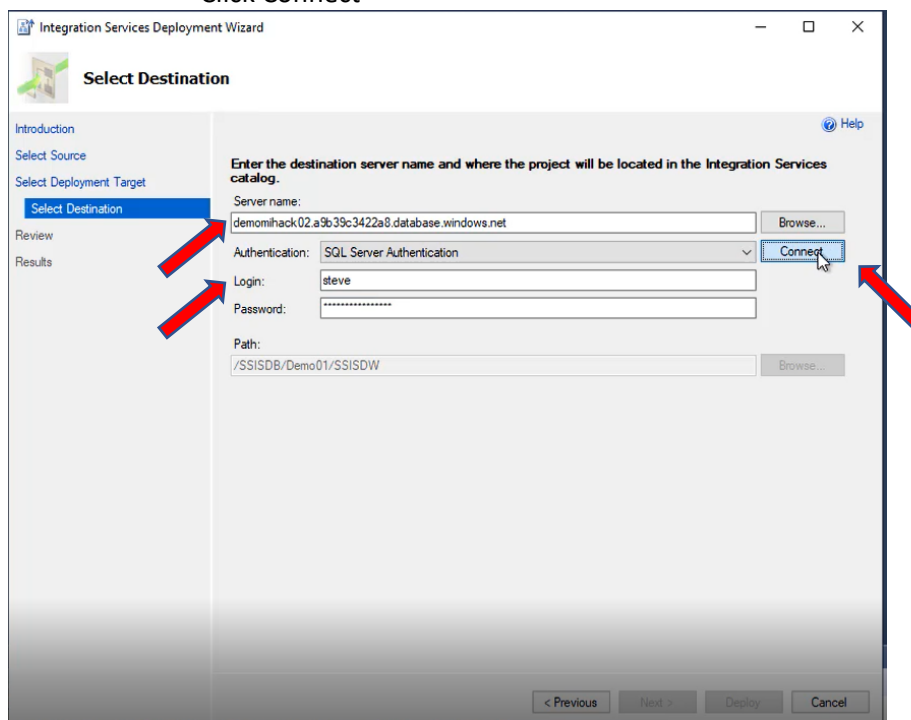 Click Connect
Integration Services Deployment Wizard
Select Destination
Help
Introduction
Select Source
Select Deployment Target
Select Destination
Review
Results
Enter the destination server name and where the project will be located in the Integration Services
catalog.
Server name:
demomihack02.a9b39c3422a8.database.windows.net
Browse...
Authentication:
SQL Server Authentication
Connect
Login:
steve
Password:
****************
Path:
/SSISDB/Demo01/SSISDW
Browse...
< Previous
Next >
Deploy
Cancel